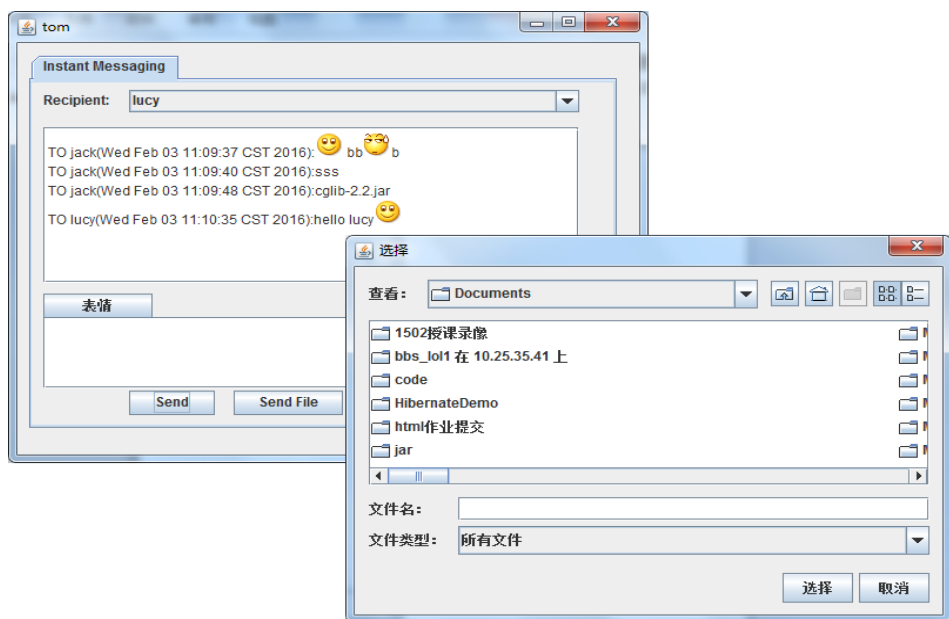 tom
Instant Messaging
Recipient: lucy
TO jack(Wed Feb 03 11:09:37 CST 2016): bb b
TO jack(Wed Feb 03 11:09:40 CST 2016):sss
TO jack(Wed Feb 03 11:09:48 CST 2016):cglib-2.2.jar
TO lucy(Wed Feb 03 11:10:35 CST 2016):hello lucy
表情
Send Send File
选择
查看: Documents
1502授课录像
bbs_lol1 在 10.25.35.41 上
code
HibernateDemo
html作业提交
jar
文件名:
文件类型: 所有文件
选择 取消